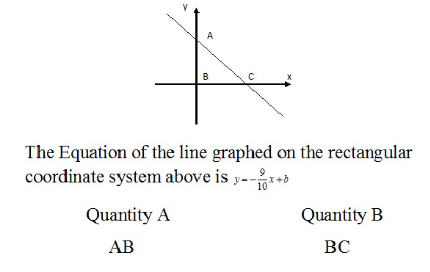 y
A
B C x
The Equation of the line graphed on the rectangular
coordinate system above is y=-9/10x+b
Quantity A Quantity B
AB BC